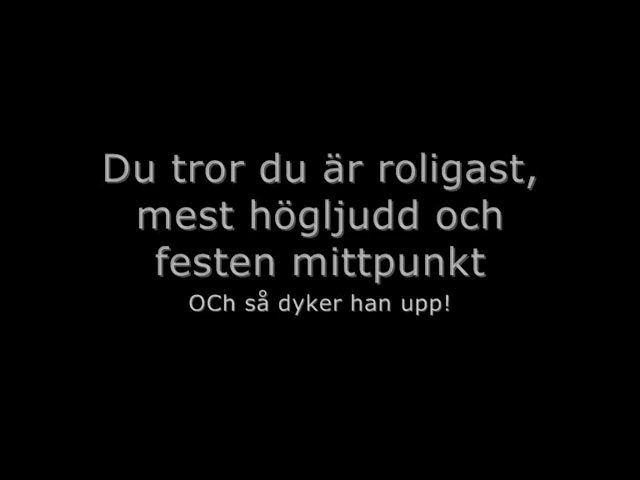 Du tror du är roligast,
mest högljudd och
festen mittpunkt
OCh så dyker han upp!